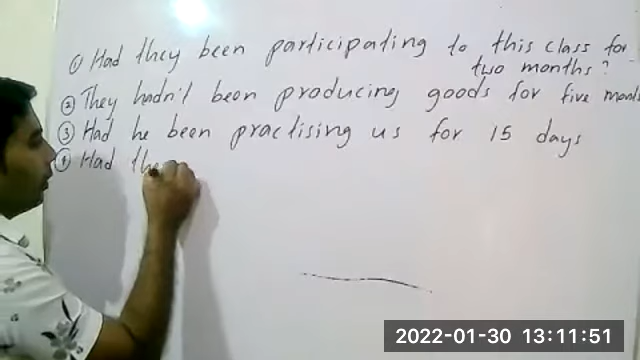 ① Had they been participating to this class for
two months?
② They hadn't been producing goods for five
③ Had he been practising us for 15 days
④ Had
2022-01-30 13:11:51